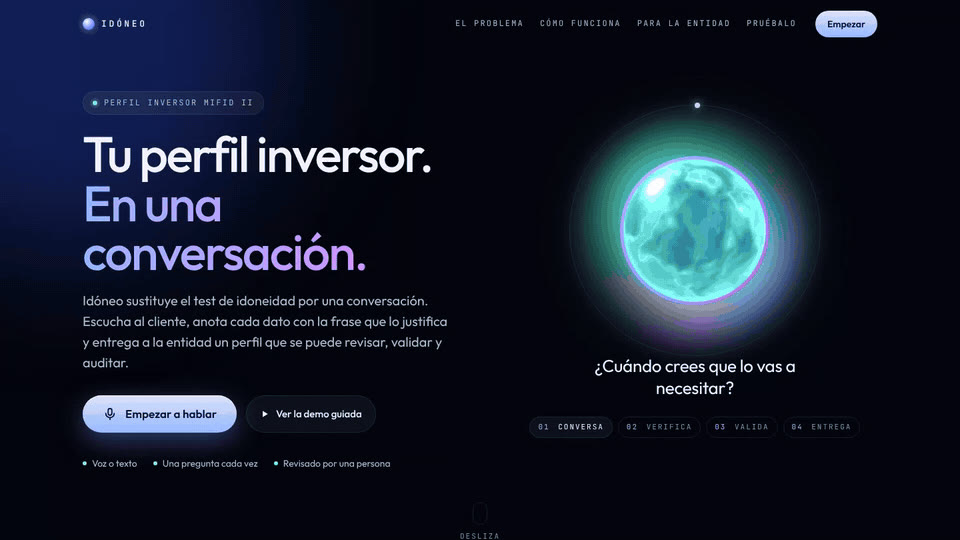 IDÓNEO
EL PROBLEMA CÓMO FUNCIONA PARA LA ENTIDAD PRUÉBALO Empezar
PERFIL INVERSOR MIFID II
Tu perfil inversor.
En una
conversación.
Idóneo sustituye el test de idoneidad por una conversación.
Escucha al cliente, anota cada dato con la frase que lo justifica
y entrega a la entidad un perfil que se puede revisar, validar y
auditar.
Empezar a hablar Ver la demo guiada
Voz o texto Una pregunta cada vez Revisado por una persona
¿Cuándo crees que lo vas a
necesitar?
01 CONVERSA 02 VERIFICA 03 VALIDA 04 ENTREGA
DESLIZA